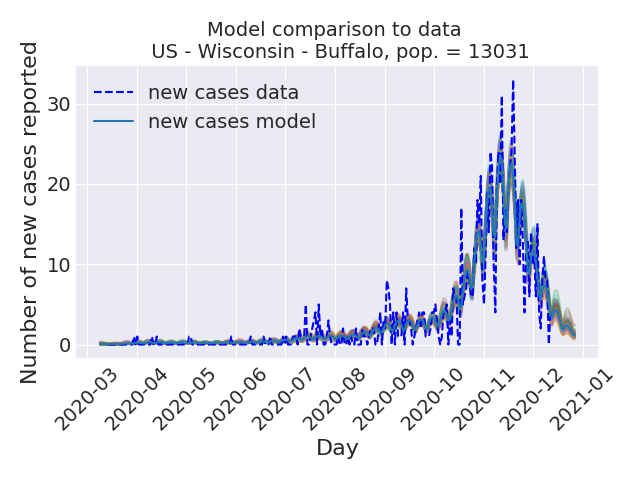 Model comparison to data
US - Wisconsin - Buffalo, pop. = 13031
Number of new cases reported
30
20
10
0
new cases data
new cases model
2020-03
2020-04
2020-05
2020-06
2020-07
2020-08
2020-09
2020-10
2020-11
2020-12
2021-01
Day